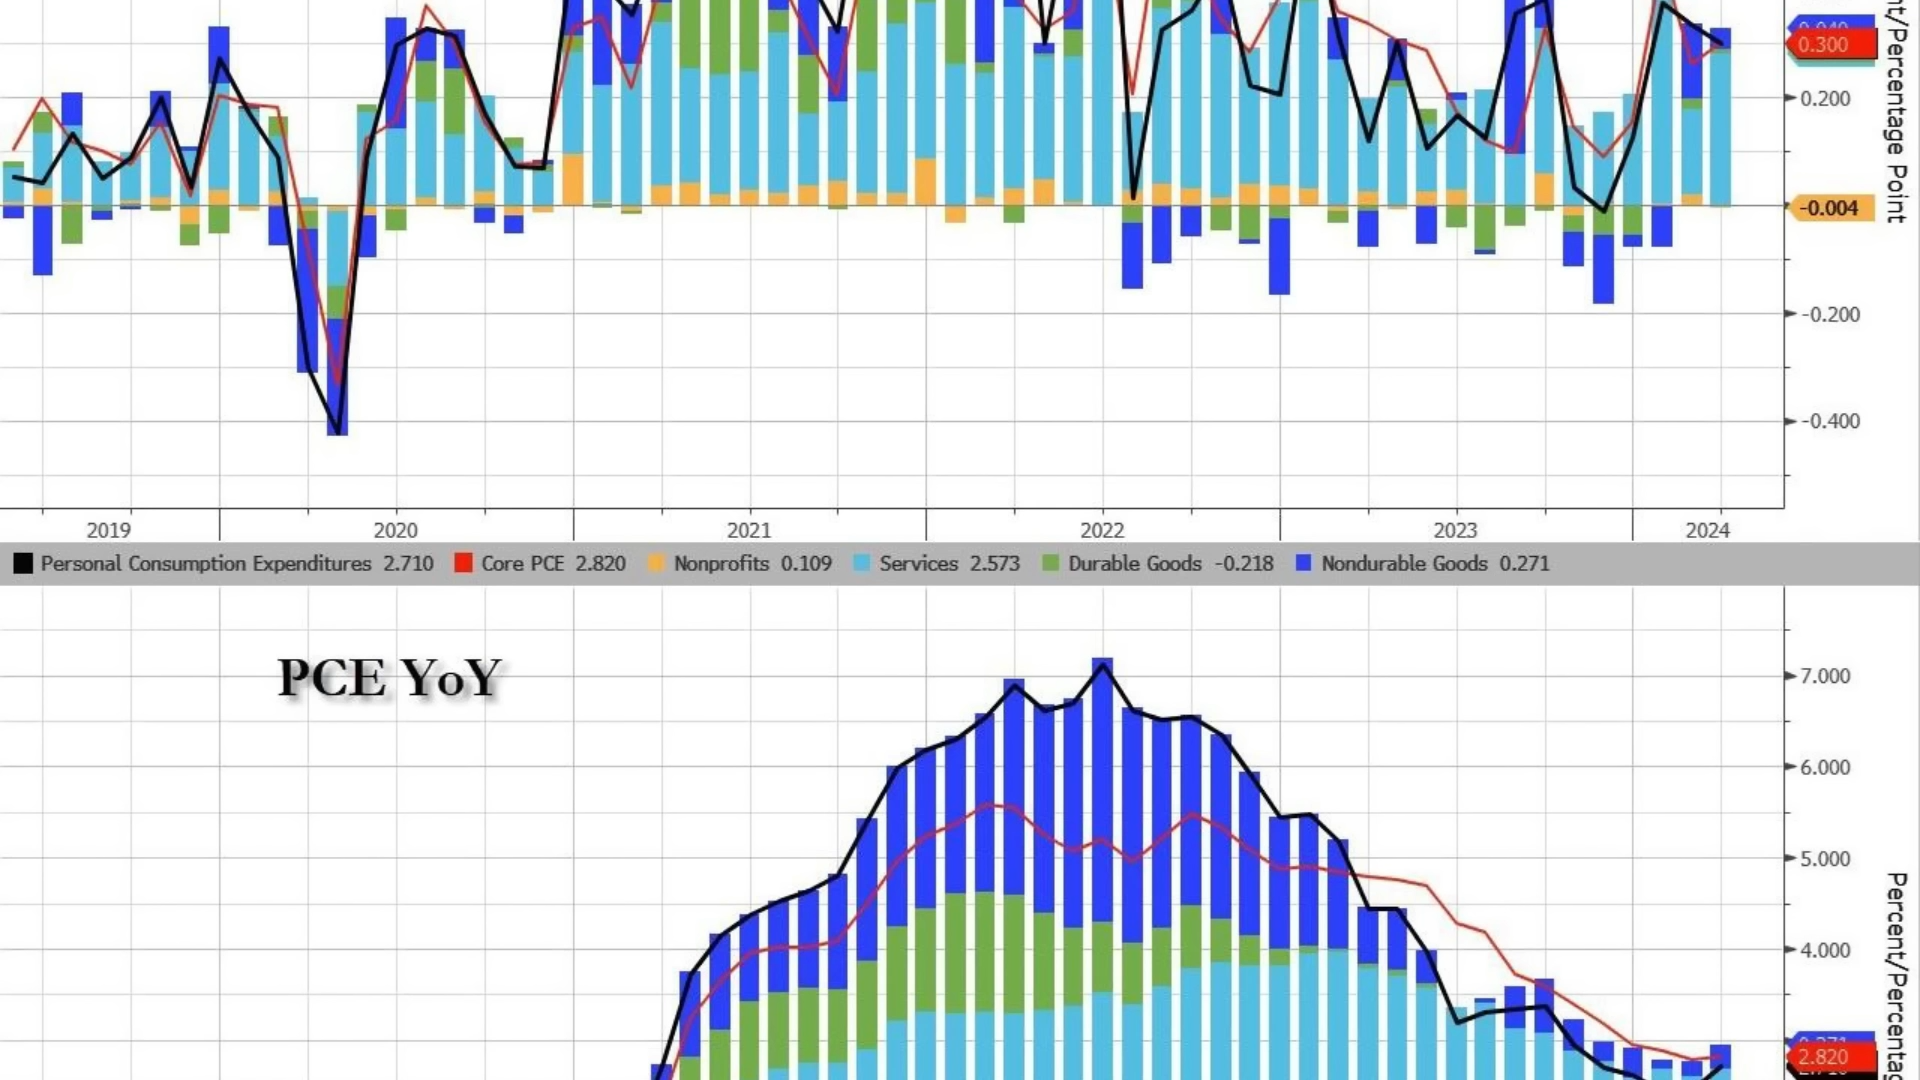 0.300
0.200
-0.004
-0.200
-0.400
Percentage Point
2019 2020 2021 2022 2023 2024
Personal Consumption Expenditures 2.710 Core PCE 2.820 Nonprofits 0.109 Services 2.573 Durable Goods -0.218 Nondurable Goods 0.271
PCE YoY
7.000
6.000
5.000
4.000
2.820
Percent/Percentag